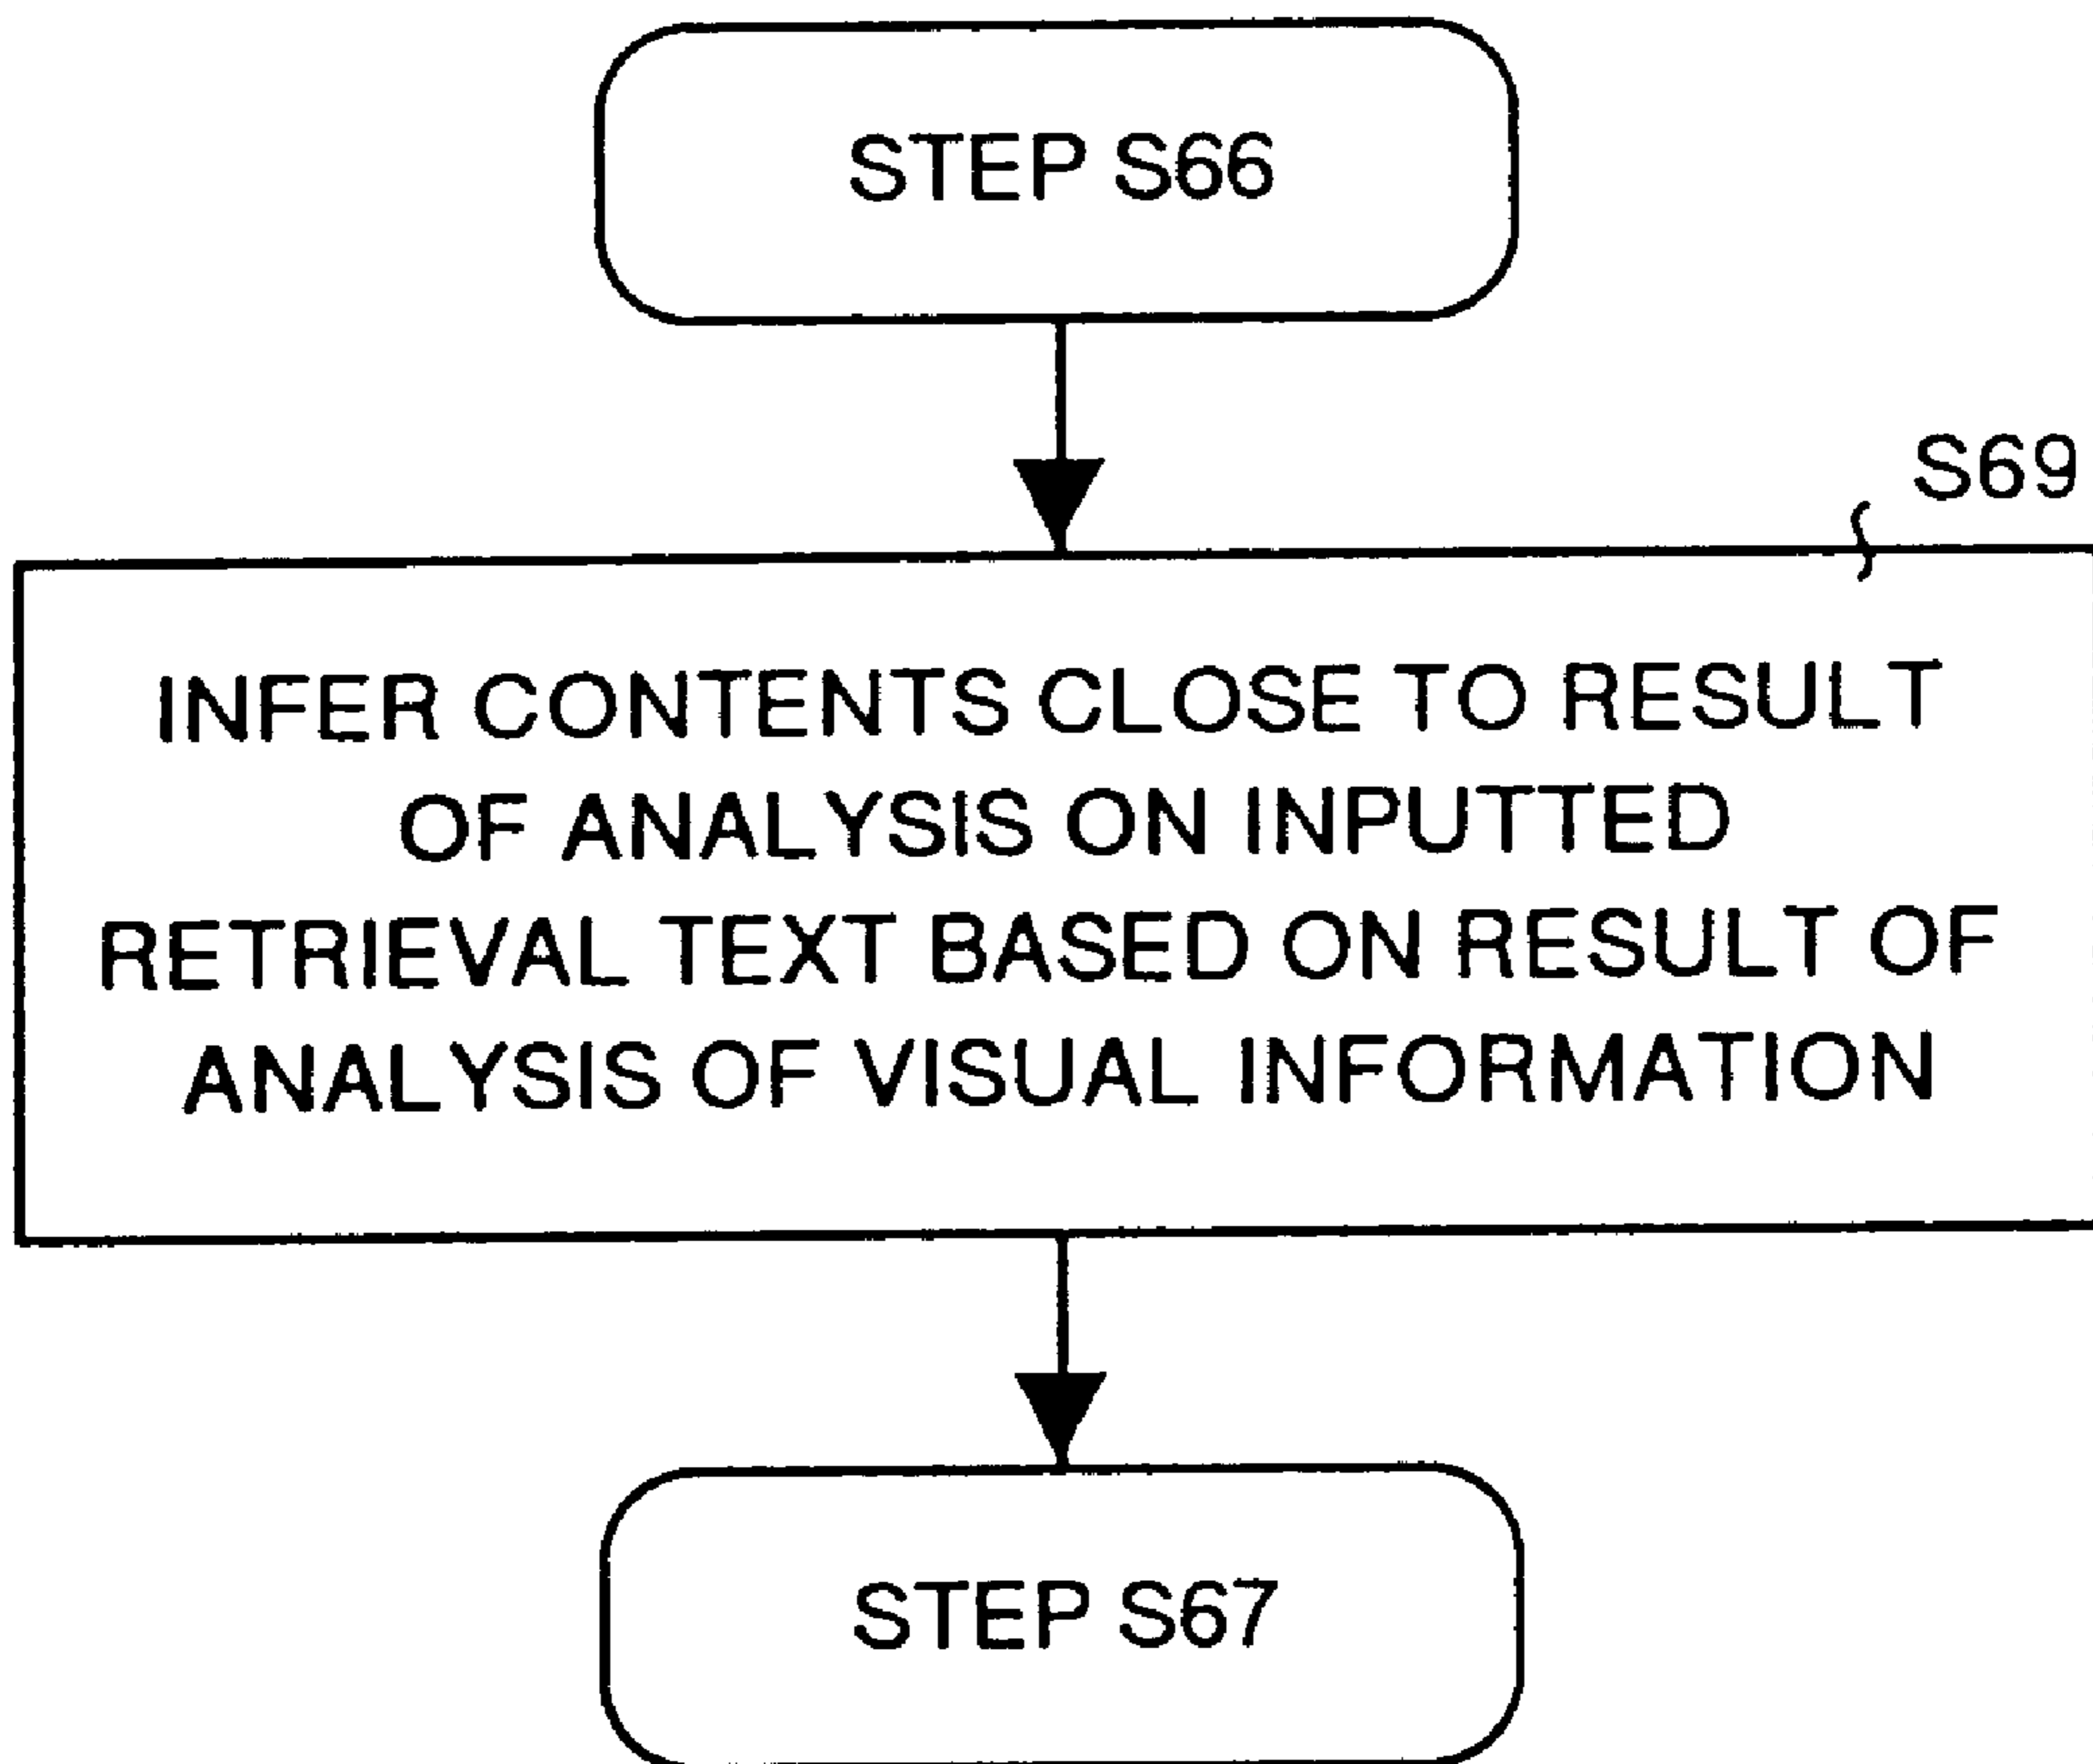 STEP S66
S69
INFER CONTENTS CLOSE TO RESULT
OF ANALYSIS ON INPUTTED
RETRIEVAL TEXT BASED ON RESULT OF
ANALYSIS OF VISUAL INFORMATION
STEP S67